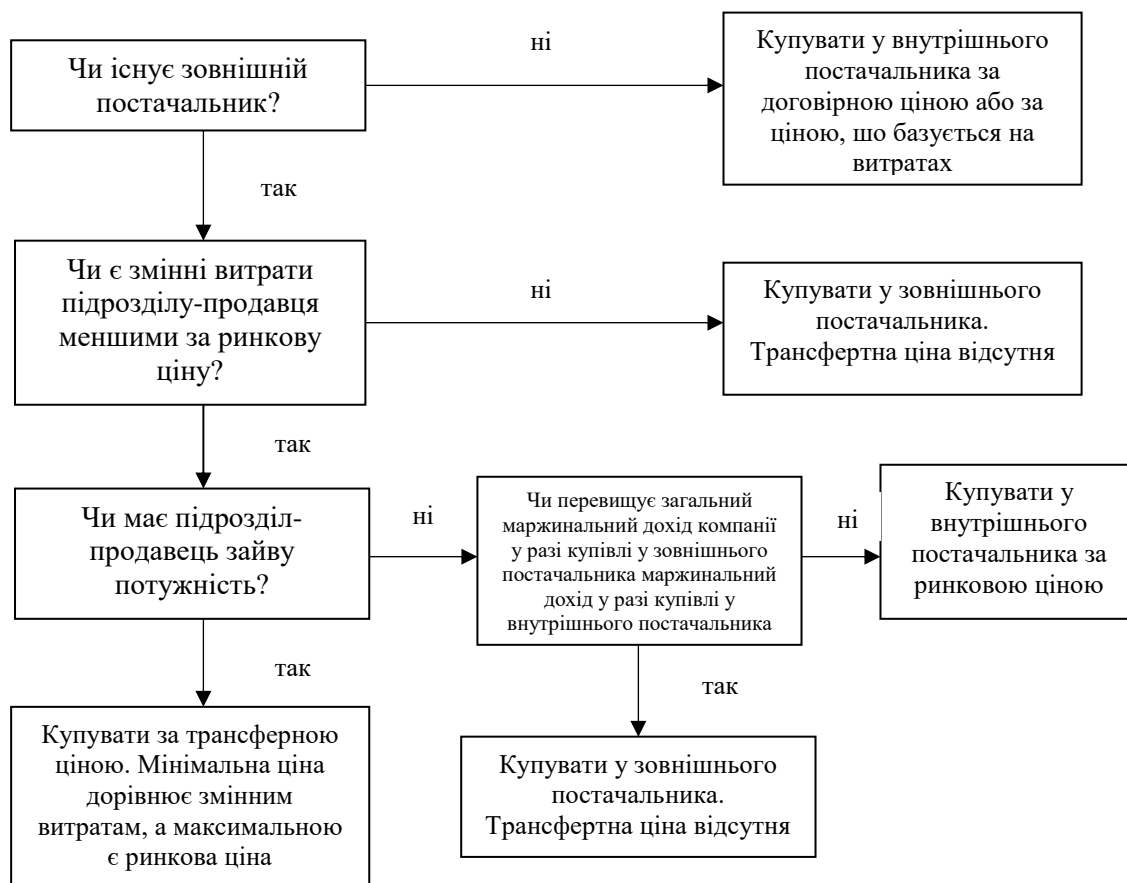 Чи існує зовнішній
постачальник?
ні
Купувати у внутрішнього
постачальника за
договірною ціною або за
ціною, шо базується на
витратах
так
Чи є змінні витрати
підрозділу-продавця
меншими за ринкову
ціну?
ні
Купувати у зовнішнього
постачальника.
Трансфертна ціна відсутня
так
Чи має підрозділ-
продавець зайву
потужність?
ні
Чи перевищує загальний
маржинальний дохід компанії
у разі купівлі у зовнішнього
постачальника маржинальний
дохід у разі купівлі у
внутрішнього постачальника
ні
Купувати у
внутрішнього
постачальника за
ринковою ціною
так
Купувати за трансферною
ціною. Мінімальна ціна
дорівнює змінним
витратам, а максимальною
є ринкова ціна
так
Купувати у зовнішнього
постачальника.
Трансфертна ціна відсутня